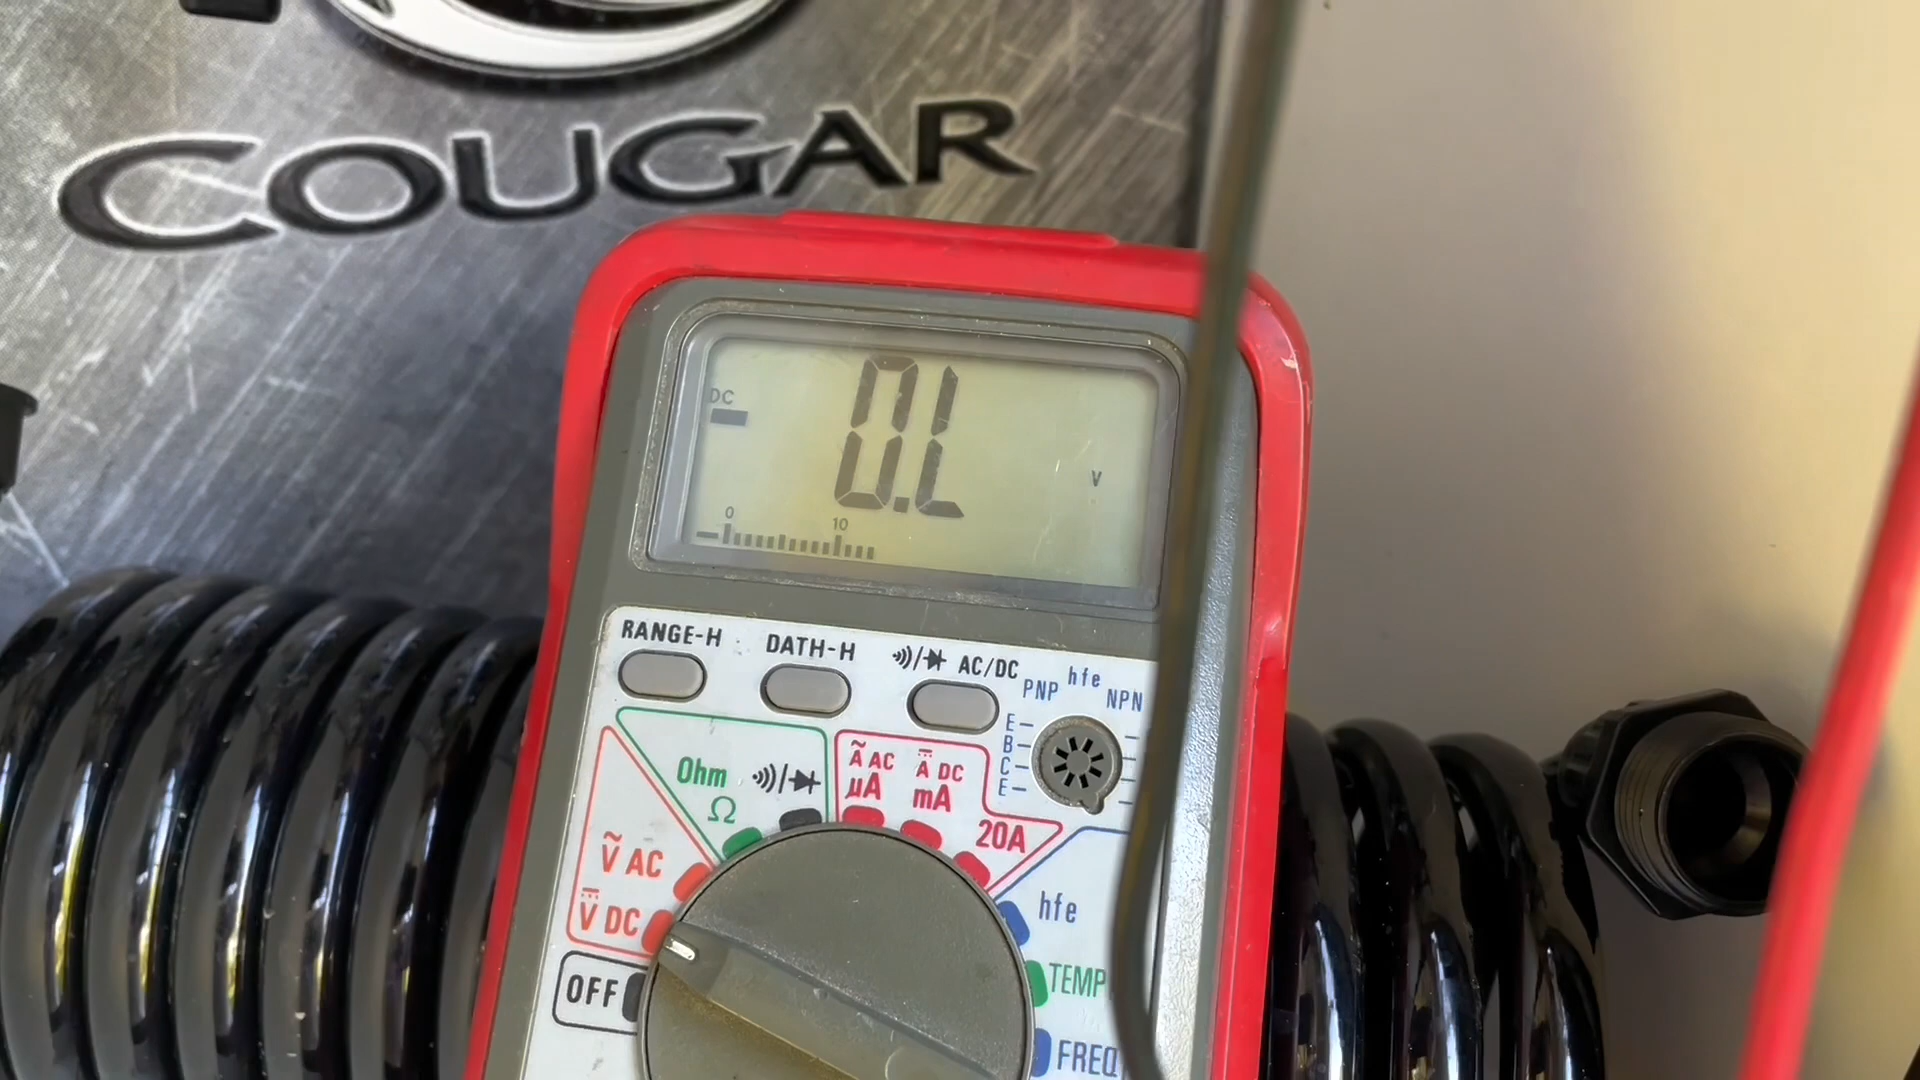 COUGAR
DC
0.L
V
0 10
RANGE-H DATH-H AC/DC
PNP hfe NPN
E
B
C
E
Ohm
Ω
A AC
µA
A DC
mA
20A
V AC
V DC
OFF
hfe
TEMP
FREQ